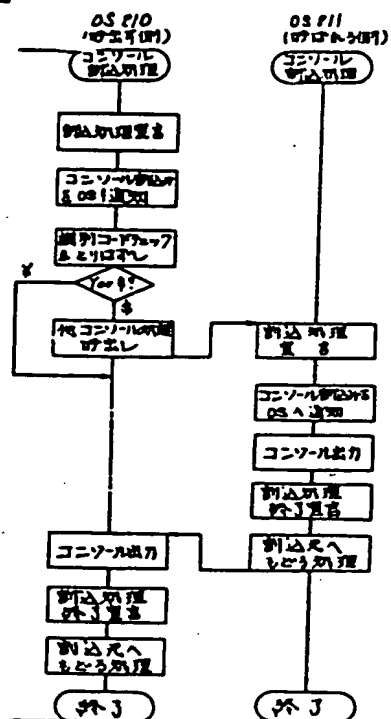 OS 810
(呼出す側)
コンソール
割込処理
割込処理宣言
コンソール割込み
をOSへ通知
識別コードチェック
&とりはずし
¥
¥or$?
$
他コンソール処理
呼出し
コンソール出力
割込処理
終了宣言
割込元へ
もどる処理
終了
OS 811
(呼ばれる側)
コンソール
割込処理
割込処理
宣言
コンソール割込みを
OSへ通知
コンソール出力
割込処理
終了宣言
割込元へ
もどる処理
終了